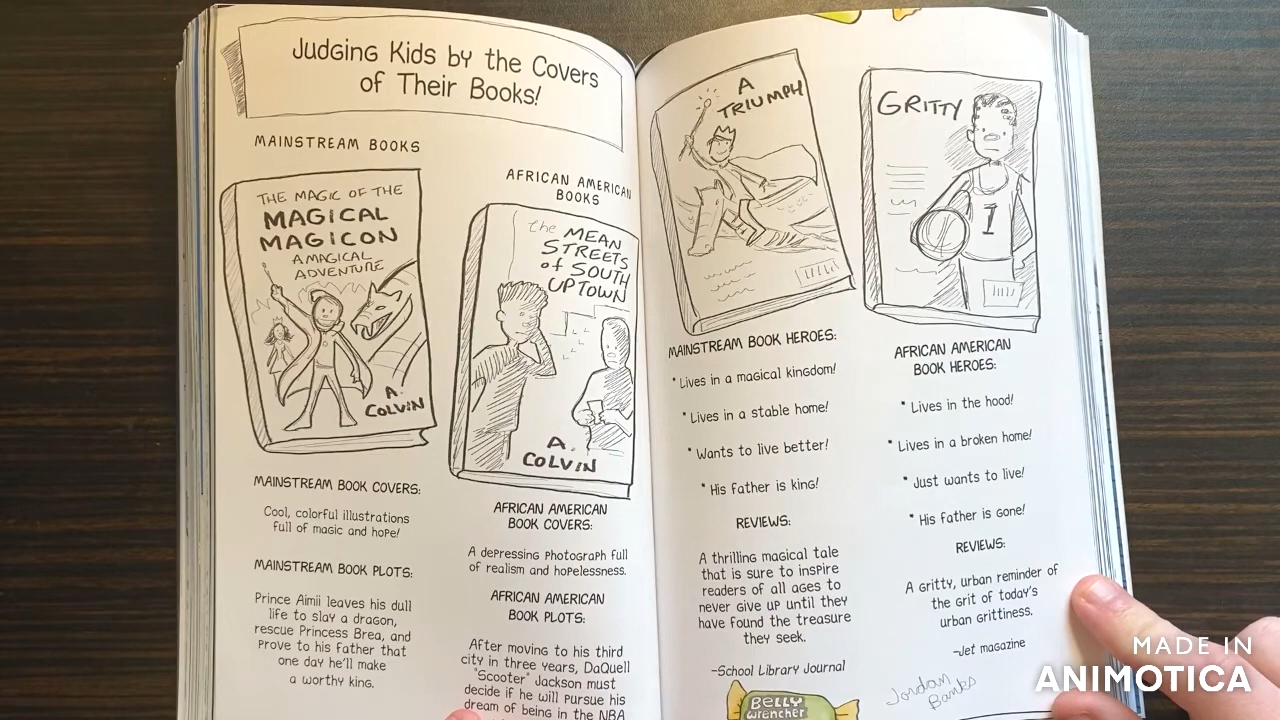 Judging Kids by the Covers
of Their Books!
MAINSTREAM BOOKS
THE MAGIC OF THE
MAGICAL
MAGICON
A MAGICAL
ADVENTURE
A.
COLVIN
MAINSTREAM BOOK COVERS:
Cool, colorful illustrations
full of magic and hope!
MAINSTREAM BOOK PLOTS:
Prince Aimii leaves his dull
life to slay a dragon,
rescue Princess Brea, and
prove to his father that
one day he'll make
a worthy king.
AFRICAN AMERICAN
BOOKS
the MEAN
STREETS
of SOUTH
UPTOWN
A.
COLVIN
AFRICAN AMERICAN
BOOK COVERS:
A depressing photograph full
of realism and hopelessness.
AFRICAN AMERICAN
BOOK PLOTS:
After moving to his third
city in three years, DaQuell
"Scooter" Jackson must
decide if he will pursue his
dream of being in the NBA
A
TRIUMPH
MAINSTREAM BOOK HEROES:
* Lives in a magical kingdom!
* Lives in a stable home!
* Wants to live better!
* His father is king!
REVIEWS:
A thrilling magical tale
that is sure to inspire
readers of all ages to
never give up until they
have found the treasure
they seek.
-School Library Journal
Belly
wrencher
GRITTY
1
AFRICAN AMERICAN
BOOK HEROES:
* Lives in the hood!
* Lives in a broken home!
* Just wants to live!
* His father is gone!
REVIEWS:
A gritty, urban reminder of
the grit of today's
urban grittiness.
-Jet magazine
Jordan
Banks
MADE IN
ANIMOTICA